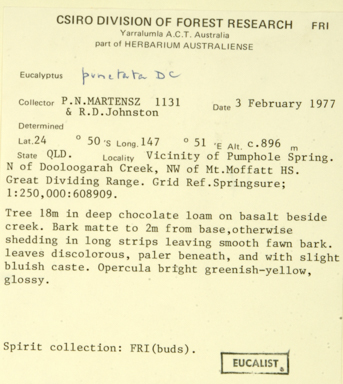 CSIRO DIVISION OF FOREST RESEARCH FRI
Yarralumla A.C.T. Australia
part of HERBARIUM AUSTRALIENSE
Eucalyptus punctata DC
Collector P.N.MARTENSZ 1131 Date 3 February 1977
& R.D.Johnston
Determined
Lat.24 ° 50 'S Long.147 ° 51 'E Alt. c.896 m
State QLD. Locality Vicinity of Pumphole Spring.
N of Dooloogarah Creek, NW of Mt.Moffatt HS.
Great Dividing Range. Grid Ref.Springsure;
1:250,000:608909.
Tree 18m in deep chocolate loam on basalt beside
creek. Bark matte to 2m from base,otherwise
shedding in long strips leaving smooth fawn bark.
leaves discolorous, paler beneath, and with slight
bluish caste. Opercula bright greenish-yellow,
glossy.
Spirit collection: FRI(buds).
EUCALIST